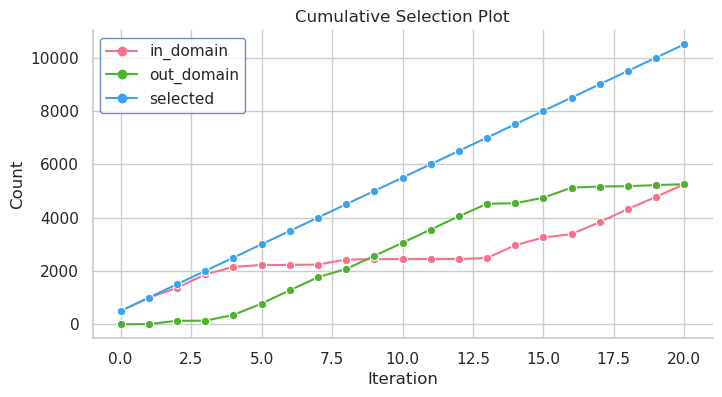 Cumulative Selection Plot
in_domain
out_domain
selected
Count
10000
8000
6000
4000
2000
0
0.0 2.5 5.0 7.5 10.0 12.5 15.0 17.5 20.0
Iteration